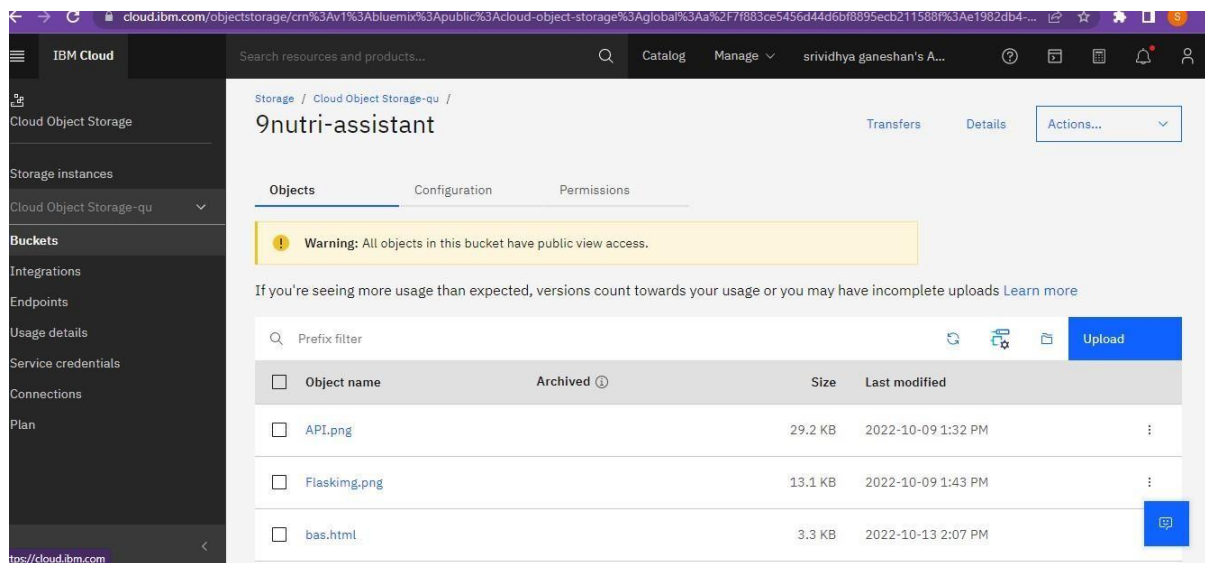 cloud.ibm.com/objectstorage/crn%3Av1%3Abluemix%3Apublic%3Acloud-object-storage%3Aglobal%3Aa%2F7f883ce5456d44d6bf8895ecb211588f%3Ae1982db4-... S
IBM Cloud Search resources and products... Catalog Manage srividhya ganeshan's A...
Cloud Object Storage
Storage instances
Cloud Object Storage-qu
Buckets
Integrations
Endpoints
Usage details
Service credentials
Connections
Plan
tps://cloud.ibm.com
Storage / Cloud Object Storage-qu /
9nutri-assistant Transfers Details Actions...
Objects Configuration Permissions
Warning: All objects in this bucket have public view access.
If you're seeing more usage than expected, versions count towards your usage or you may have incomplete uploads Learn more
Prefix filter Upload
Object name Archived Size Last modified
API.png 29.2 KB 2022-10-09 1:32 PM
Flaskimg.png 13.1 KB 2022-10-09 1:43 PM
bas.html 3.3 KB 2022-10-13 2:07 PM